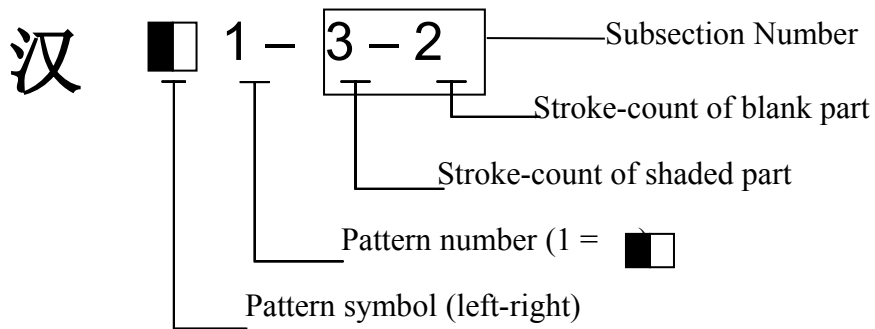 汉 1 – 3 – 2
Subsection Number
Stroke-count of blank part
Stroke-count of shaded part
Pattern number (1 =
Pattern symbol (left-right)